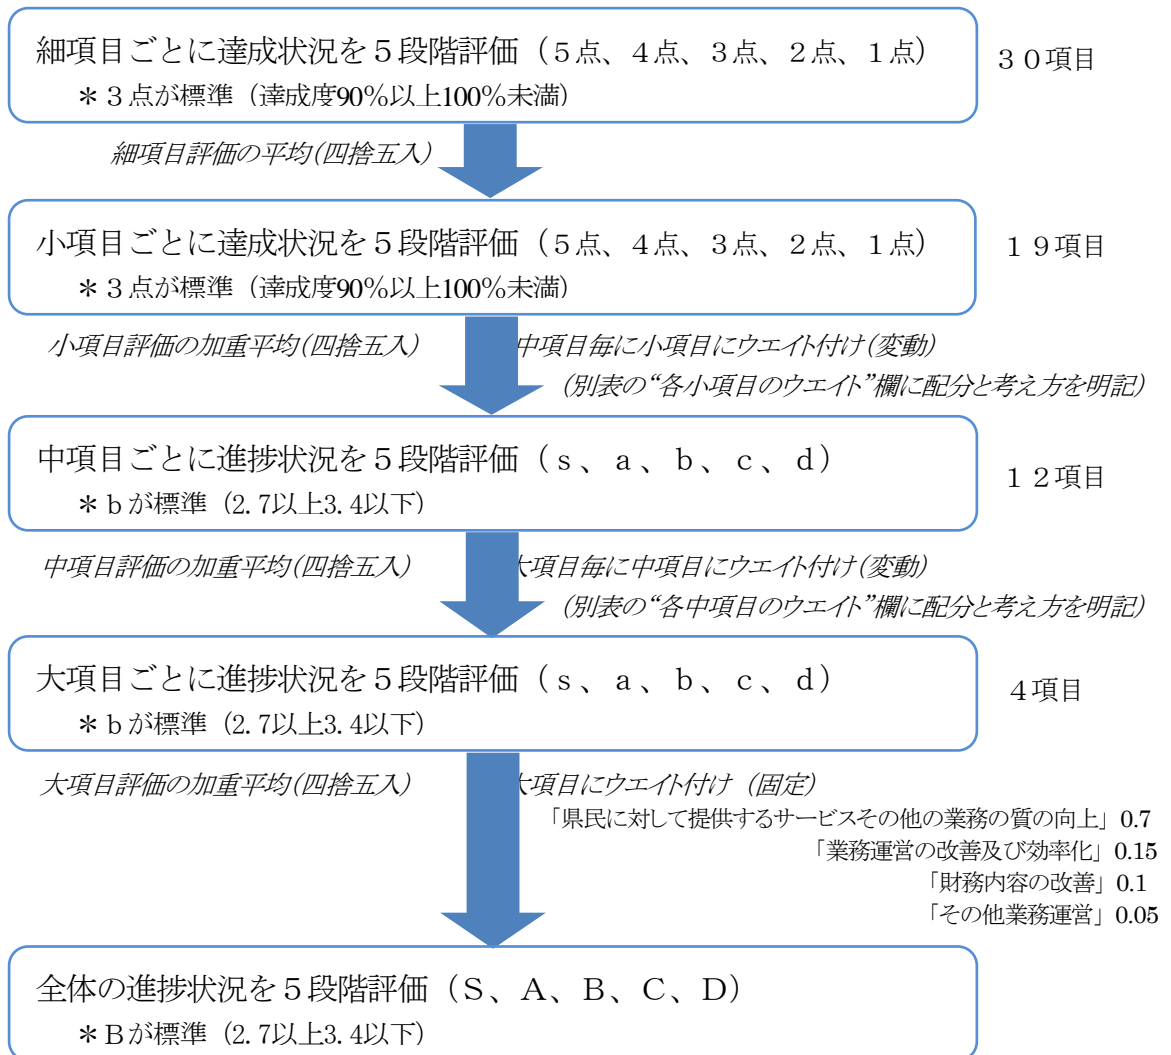 細項目ごとに達成状況を５段階評価（５点、４点、３点、２点、１点）
３０項目
＊３点が標準（達成度90％以上100％未満）
細項目評価の平均(四捨五入)
小項目ごとに達成状況を５段階評価（５点、４点、３点、２点、１点）
１９項目
＊３点が標準（達成度90％以上100％未満）
小項目評価の加重平均(四捨五入)
中項目毎に小項目にウエイト付け(変動)
(別表の“各小項目のウエイト”欄に配分と考え方を明記)
中項目ごとに進捗状況を５段階評価（ｓ、ａ、ｂ、ｃ、ｄ）
１２項目
＊ｂが標準（2.7以上3.4以下）
中項目評価の加重平均(四捨五入)
大項目毎に中項目にウエイト付け(変動)
(別表の“各中項目のウエイト”欄に配分と考え方を明記)
大項目ごとに進捗状況を５段階評価（ｓ、ａ、ｂ、ｃ、ｄ）
４項目
＊ｂが標準（2.7以上3.4以下）
大項目評価の加重平均(四捨五入)
大項目にウエイト付け（固定）
「県民に対して提供するサービスその他の業務の質の向上」0.7
「業務運営の改善及び効率化」0.15
「財務内容の改善」0.1
「その他業務運営」0.05
全体の進捗状況を５段階評価（Ｓ、Ａ、Ｂ、Ｃ、Ｄ）
＊Ｂが標準（2.7以上3.4以下）